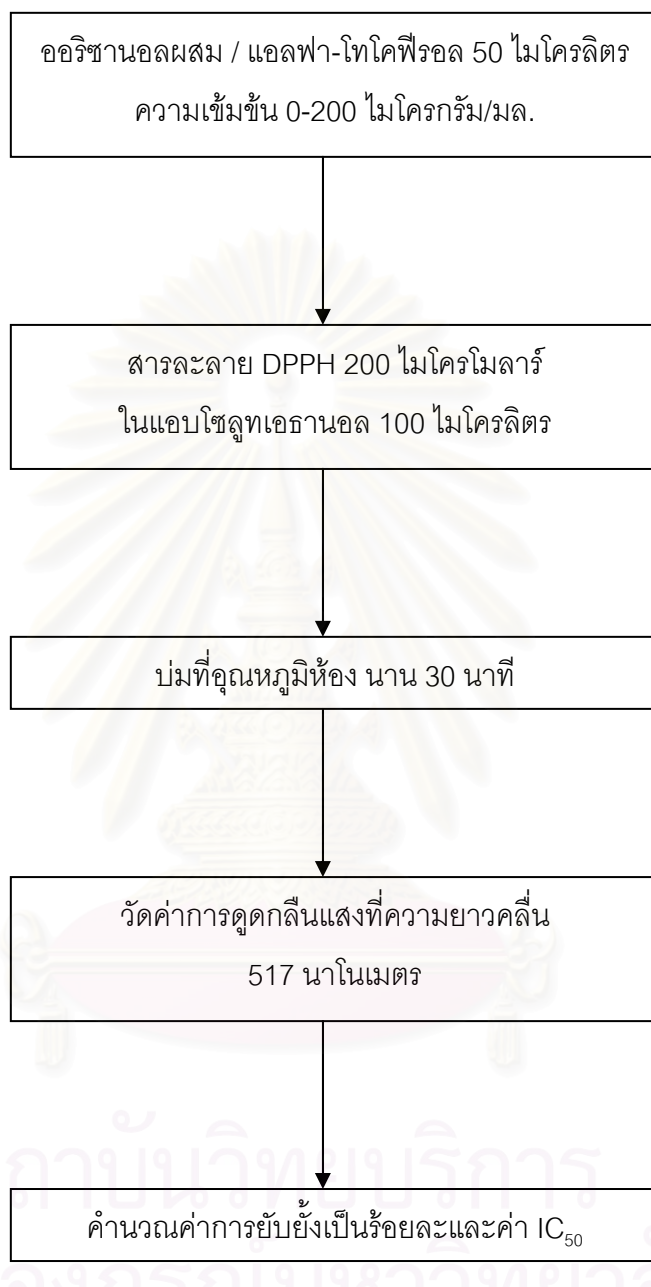 ออริซานอลผสม / แอลฟา-โทโคฟีรอล 50 ไมโครลิตร
ความเข้มข้น 0-200 ไมโครกรัม/มล.
สารละลาย DPPH 200 ไมโครโมลาร์
ในแอบโซลูทเอธานอล 100 ไมโครลิตร
บ่มที่อุณหภูมิห้อง นาน 30 นาที
วัดค่าการดูดกลืนแสงที่ความยาวคลื่น
517 นาโนเมตร
คำนวณค่าการยับยั้งเป็นร้อยละและค่า IC₅₀